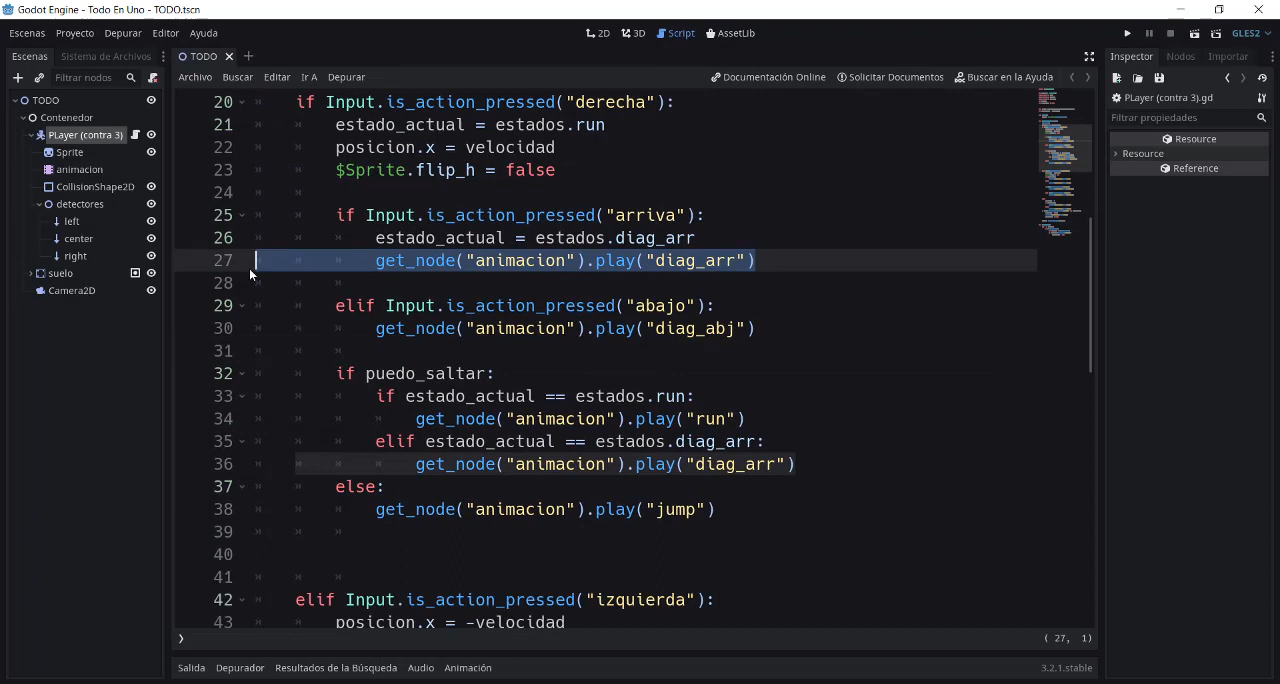 Godot Engine - Todo En Uno - TODO.tscn
Escenas Proyecto Depurar Editor Ayuda 2D 3D Script AssetLib GLES2
Escenas Sistema de Archivos TODO Inspector Nodos Importar
Filtrar nodos Archivo Buscar Editar Ir A Depurar Documentación Online Solicitar Documentos Buscar en la Ayuda
TODO
Contenedor
PLayer (contra 3)
Sprite
animacion
CollisionShape2D
detectores
left
center
right
suelo
Camera2D
20 if Input.is_action_pressed("derecha"):
21 estado_actual = estados.run
22 posicion.x = velocidad
23 $Sprite.flip_h = false
24
25 if Input.is_action_pressed("arriva"):
26 estado_actual = estados.diag_arr
27 get_node("animacion").play("diag_arr")
28
29 elif Input.is_action_pressed("abajo"):
30 get_node("animacion").play("diag_abj")
31
32 if puedo_saltar:
33 if estado_actual == estados.run:
34 get_node("animacion").play("run")
35 elif estado_actual == estados.diag_arr:
36 get_node("animacion").play("diag_arr")
37 else:
38 get_node("animacion").play("jump")
39
40
41
42 elif Input.is_action_pressed("izquierda"):
43 posicion.x = -velocidad
( 27, 1)
Salida Depurador Resultados de la Búsqueda Audio Animación 3.2.1.stable
PLayer (contra 3).gd
Filtrar propiedades
Resource
Resource
Reference